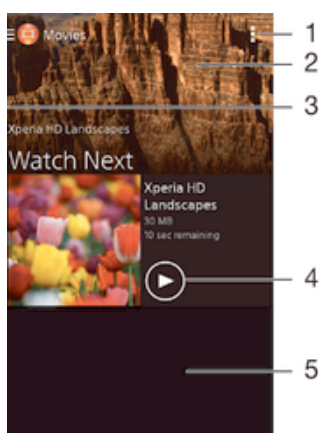 Movies
1
2
3
Xperia HD Landscapes
Watch Next
Xperia HD
Landscapes
30 MB
10 sec remaining
4
5